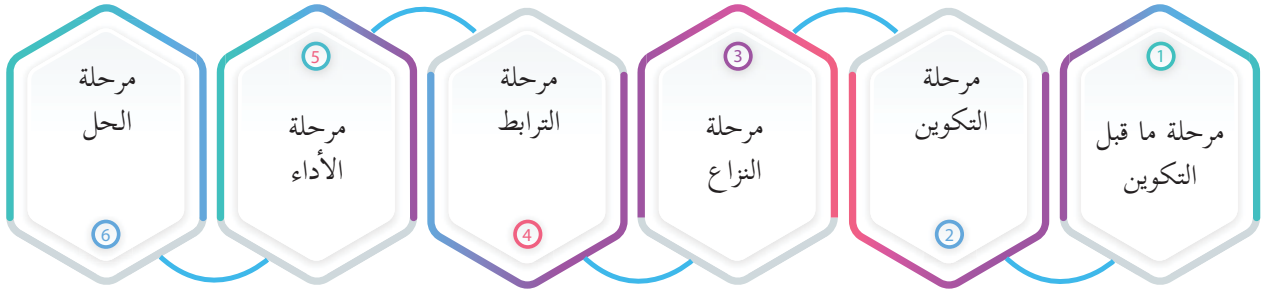 1
مرحلة ما قبل
التكوين
مرحلة
التكوين
2
3
مرحلة
النزاع
مرحلة
الترابط
4
5
مرحلة
الأداء
مرحلة
الحل
6